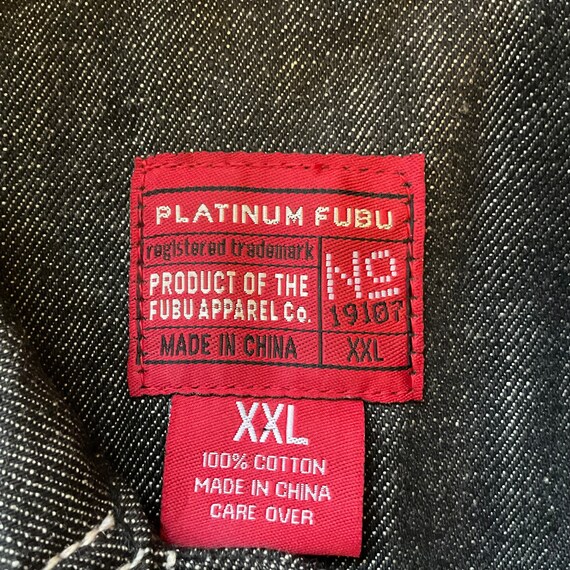 PLATINUM FUBU
registered trademark
PRODUCT OF THE
FUBU APPAREL Co.
MADE IN CHINA
No
19107
XXL
XXL
100% COTTON
MADE IN CHINA
CARE OVER